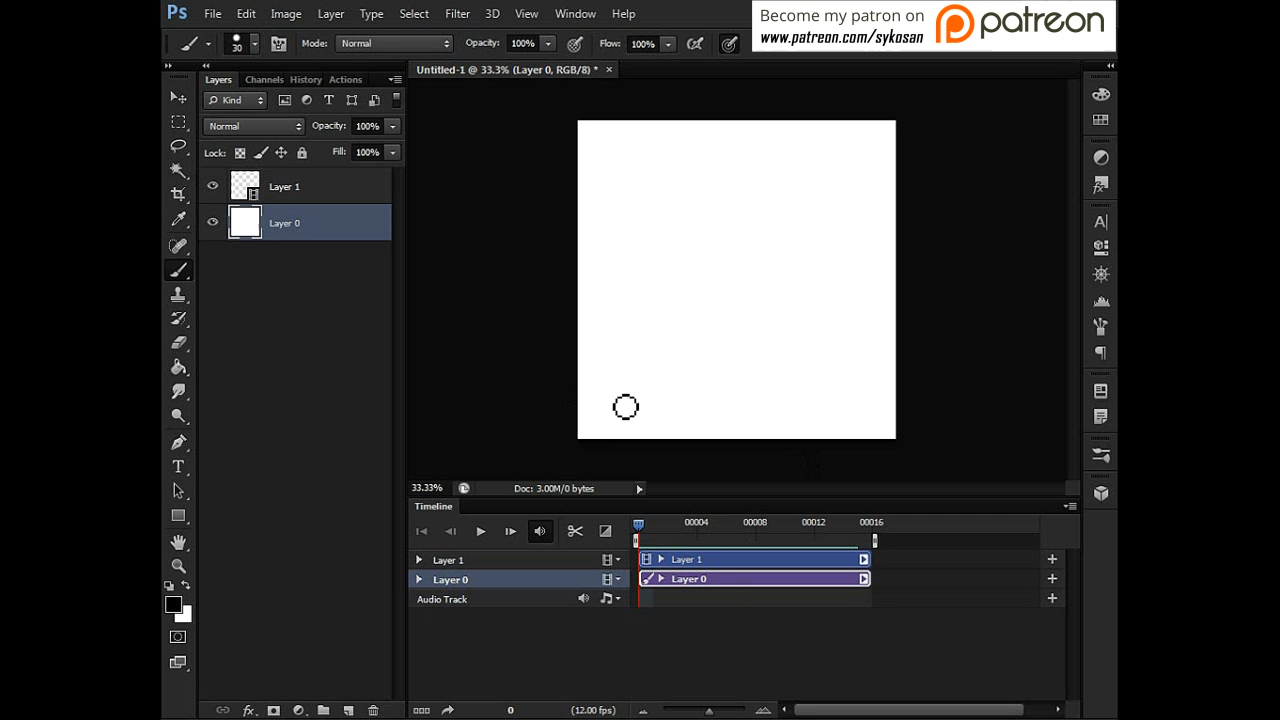 Ps File Edit Image Layer Type Select Filter 3D View Window Help
Become my patron on
www.patreon.com/sykosan
patreon
30 Mode: Normal Opacity: 100% Flow: 100%
Layers Channels History Actions
Untitled-1 @ 33.3% (Layer 0, RGB/8) * ×
Kind
Normal Opacity: 100%
Lock: Fill: 100%
Layer 1
Layer 0
33.33% Doc: 3.00M/0 bytes
Timeline
00004 00008 00012 00016
Layer 1 Layer 1
Layer 0 Layer 0
Audio Track
0 (12.00 fps)